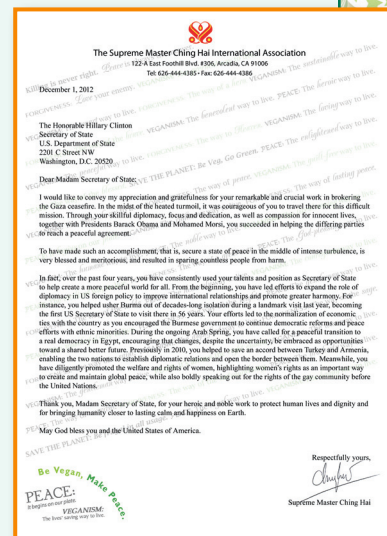 The Supreme Master Ching Hai International Association
122-A East Foothill Blvd. #306, Arcadia, CA 91006
Tel: 626-444-4385 • Fax: 626-444-4386
December 1, 2012
The Honorable Hillary Clinton
Secretary of State
U.S. Department of State
2201 C Street NW
Washington, D.C. 20520
Dear Madam Secretary of State;
I would like to convey my appreciation and gratefulness for your remarkable and crucial work in brokering
the Gaza ceasefire. In the midst of the heated turmoil, it was courageous of you to travel there for this difficult
mission. Through your skillful diplomacy, focus and dedication, as well as compassion for innocent lives,
together with Presidents Barack Obama and Mohamed Morsi, you succeeded in helping the differing parties
to reach a peaceful agreement.
To have made such an accomplishment, that is, secure a state of peace in the middle of intense turbulence, is
very blessed and meritorious, and resulted in sparing countless people from harm.
In fact, over the past four years, you have consistently used your talents and position as Secretary of State
to help create a more peaceful world for all. From the beginning, you have led efforts to expand the role of
diplomacy in US foreign policy to improve international relations and promote greater harmony. For
instance, you helped usher Burma out of decades-long isolation during a landmark visit last year, becoming
the first US Secretary of State to visit there in 56 years. Your efforts led to the normalization of economic
ties with the country as you encouraged the Burmese government to continue democratic reforms and peace
efforts with ethnic minorities. During the ongoing Arab Spring, you have called for a peaceful transition to
a real democracy in Egypt, encouraging that changes, despite the uncertainty, be embraced as opportunities
toward a shared better future. Previously in 2010, you helped to save an accord between Turkey and Armenia,
enabling the two nations to establish diplomatic relations and open the border between them. Meanwhile, you
have diligently promoted the welfare and rights of women, highlighting women's rights as an important way
to create and maintain global peace, while also boldly speaking out for the rights of the gay community before
the United Nations.
Thank you, Madam Secretary of State, for your heroic and noble work to protect human lives and dignity and
for bringing humanity closer to lasting calm and happiness on Earth.
May God bless you and the United States of America.
SAVE THE PLANET:
Respectfully yours,
Supreme Master Ching Hai
Be Vegan, Make Peace.
PEACE:
It begins on our plate.
VEGANISM:
The lives' saving way to live.